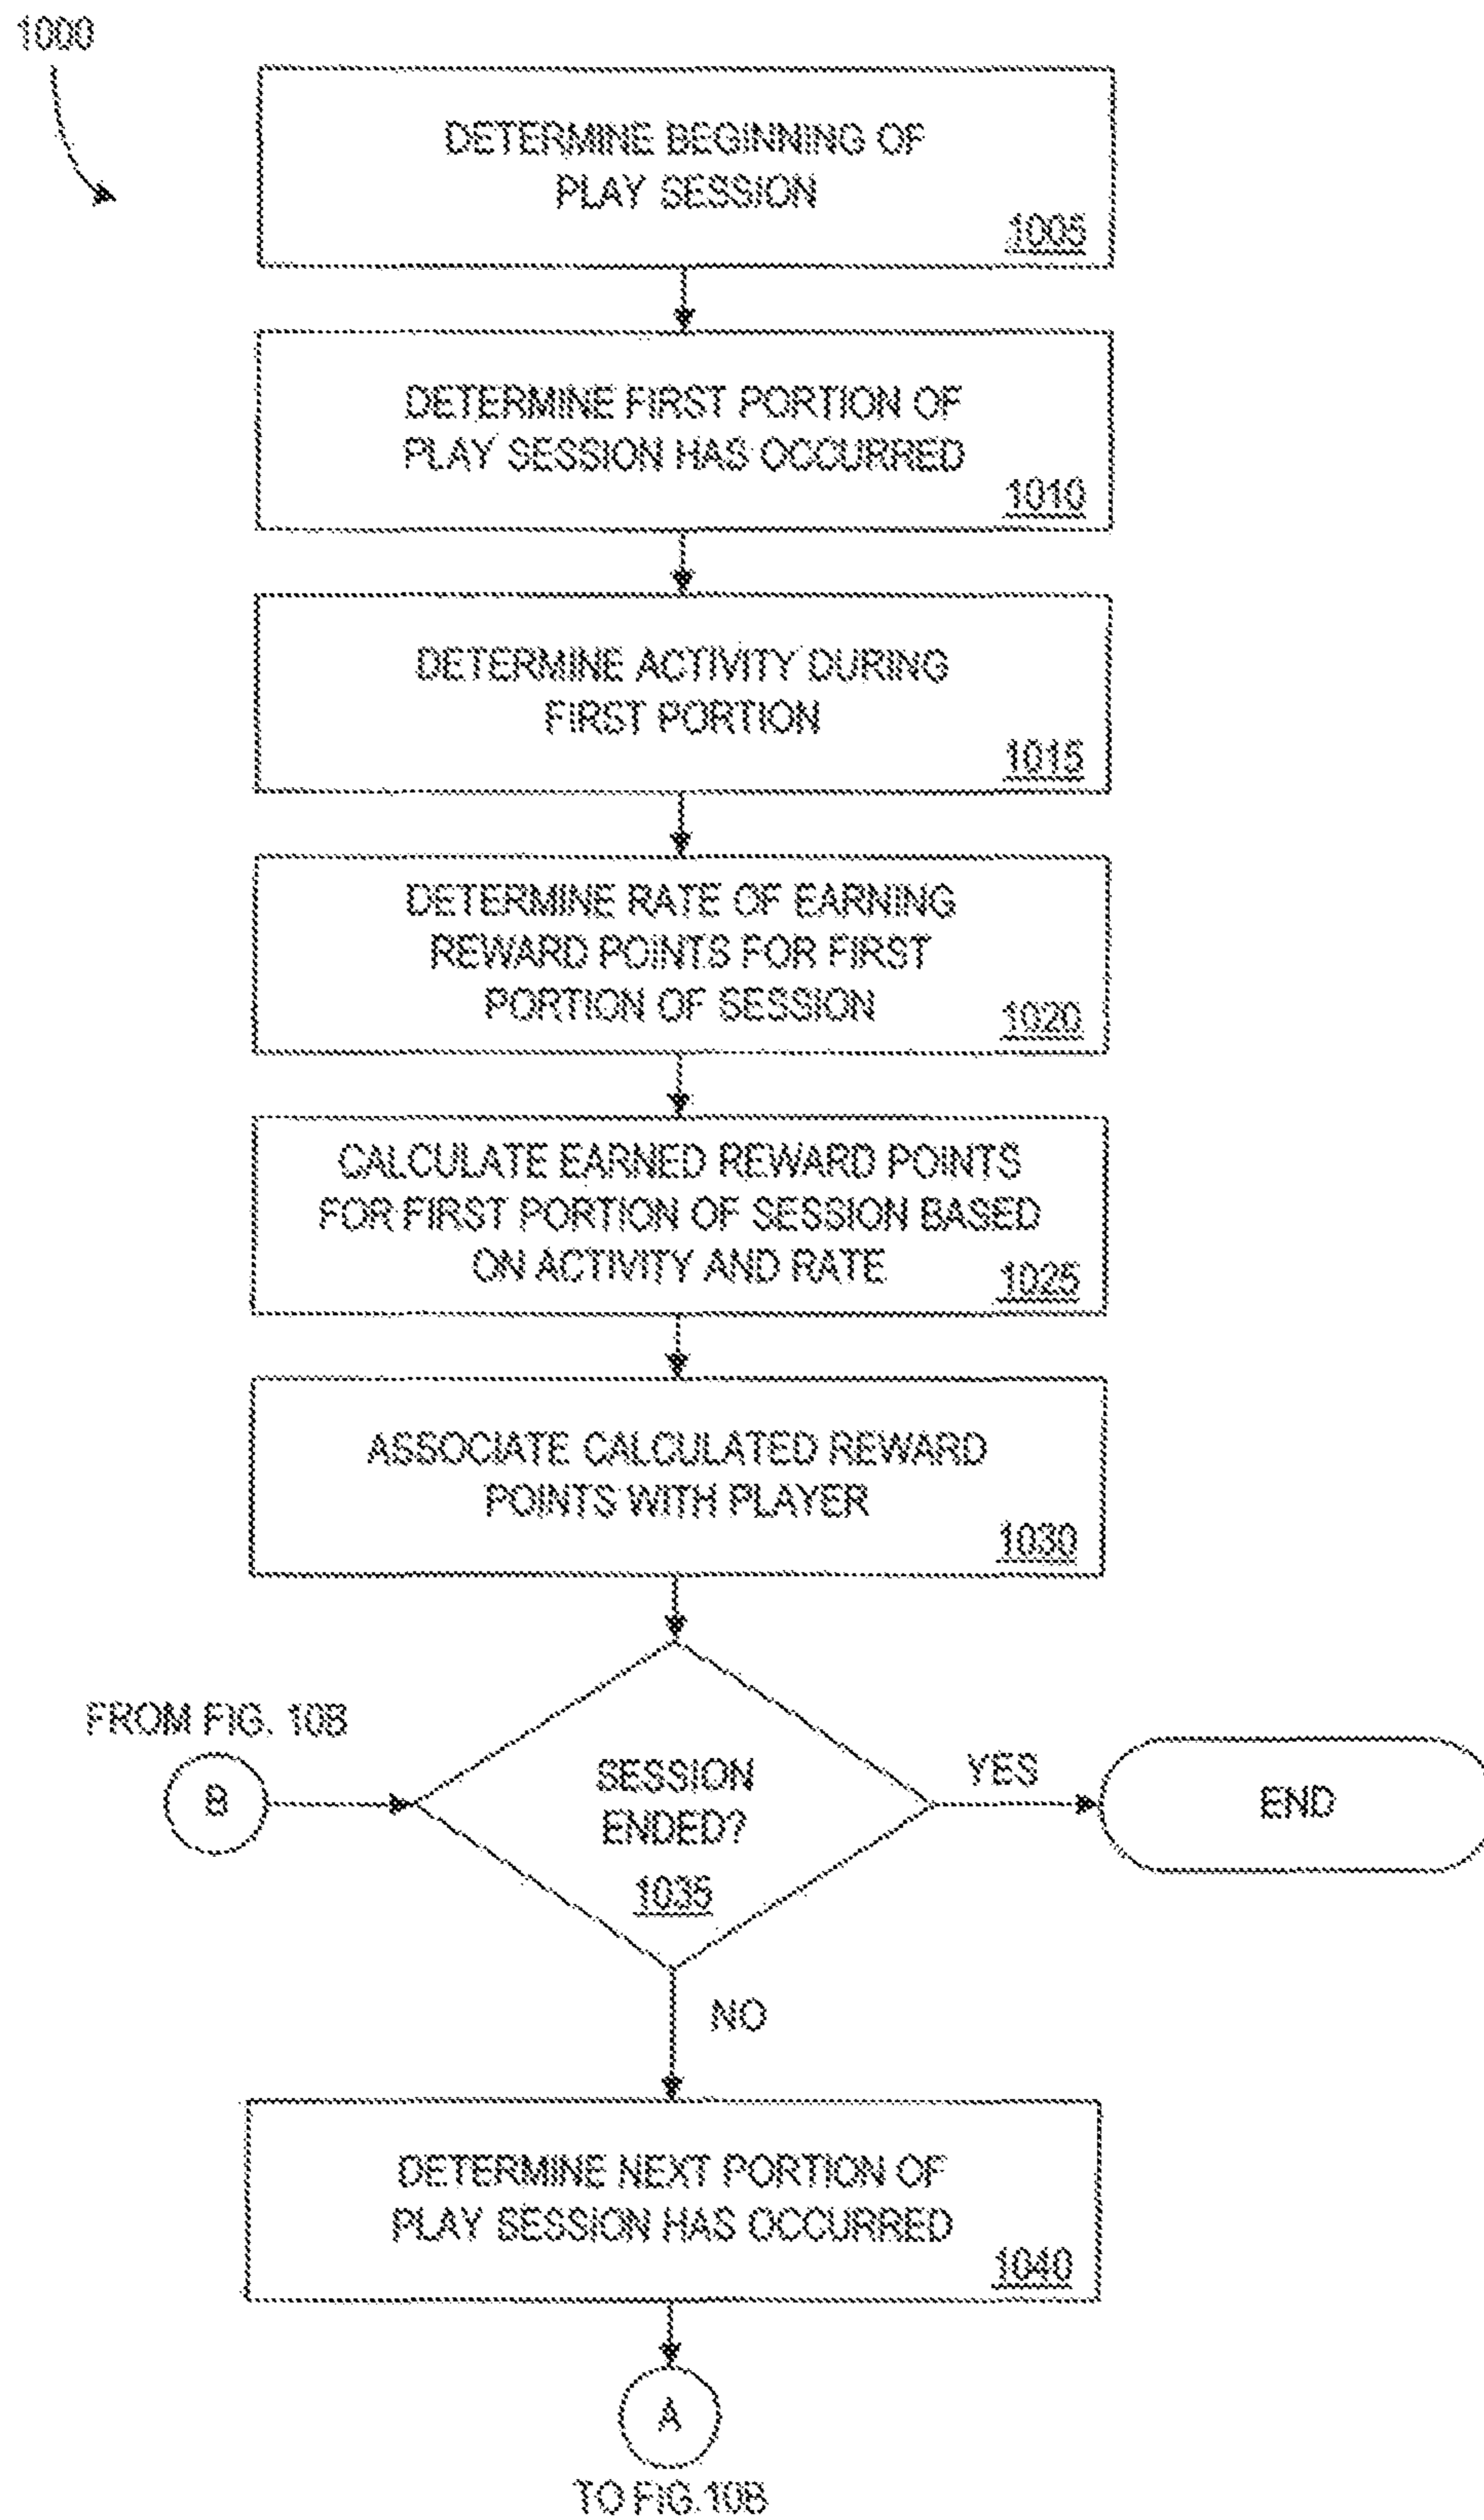 1000
DETERMINE BEGINNING OF
PLAY SESSION
1005
DETERMINE FIRST PORTION OF
PLAY SESSION HAS OCCURRED
1010
DETERMINE ACTIVITY DURING
FIRST PORTION
1015
DETERMINE RATE OF EARNING
REWARD POINTS FOR FIRST
PORTION OF SESSION
1020
CALCULATE EARNED REWARD POINTS
FOR FIRST PORTION OF SESSION BASED
ON ACTIVITY AND RATE
1025
ASSOCIATE CALCULATED REWARD
POINTS WITH PLAYER
1030
FROM FIG. 10B
B
SESSION
ENDED?
1035
YES
END
NO
DETERMINE NEXT PORTION OF
PLAY SESSION HAS OCCURRED
1040
A
TO FIG.10B